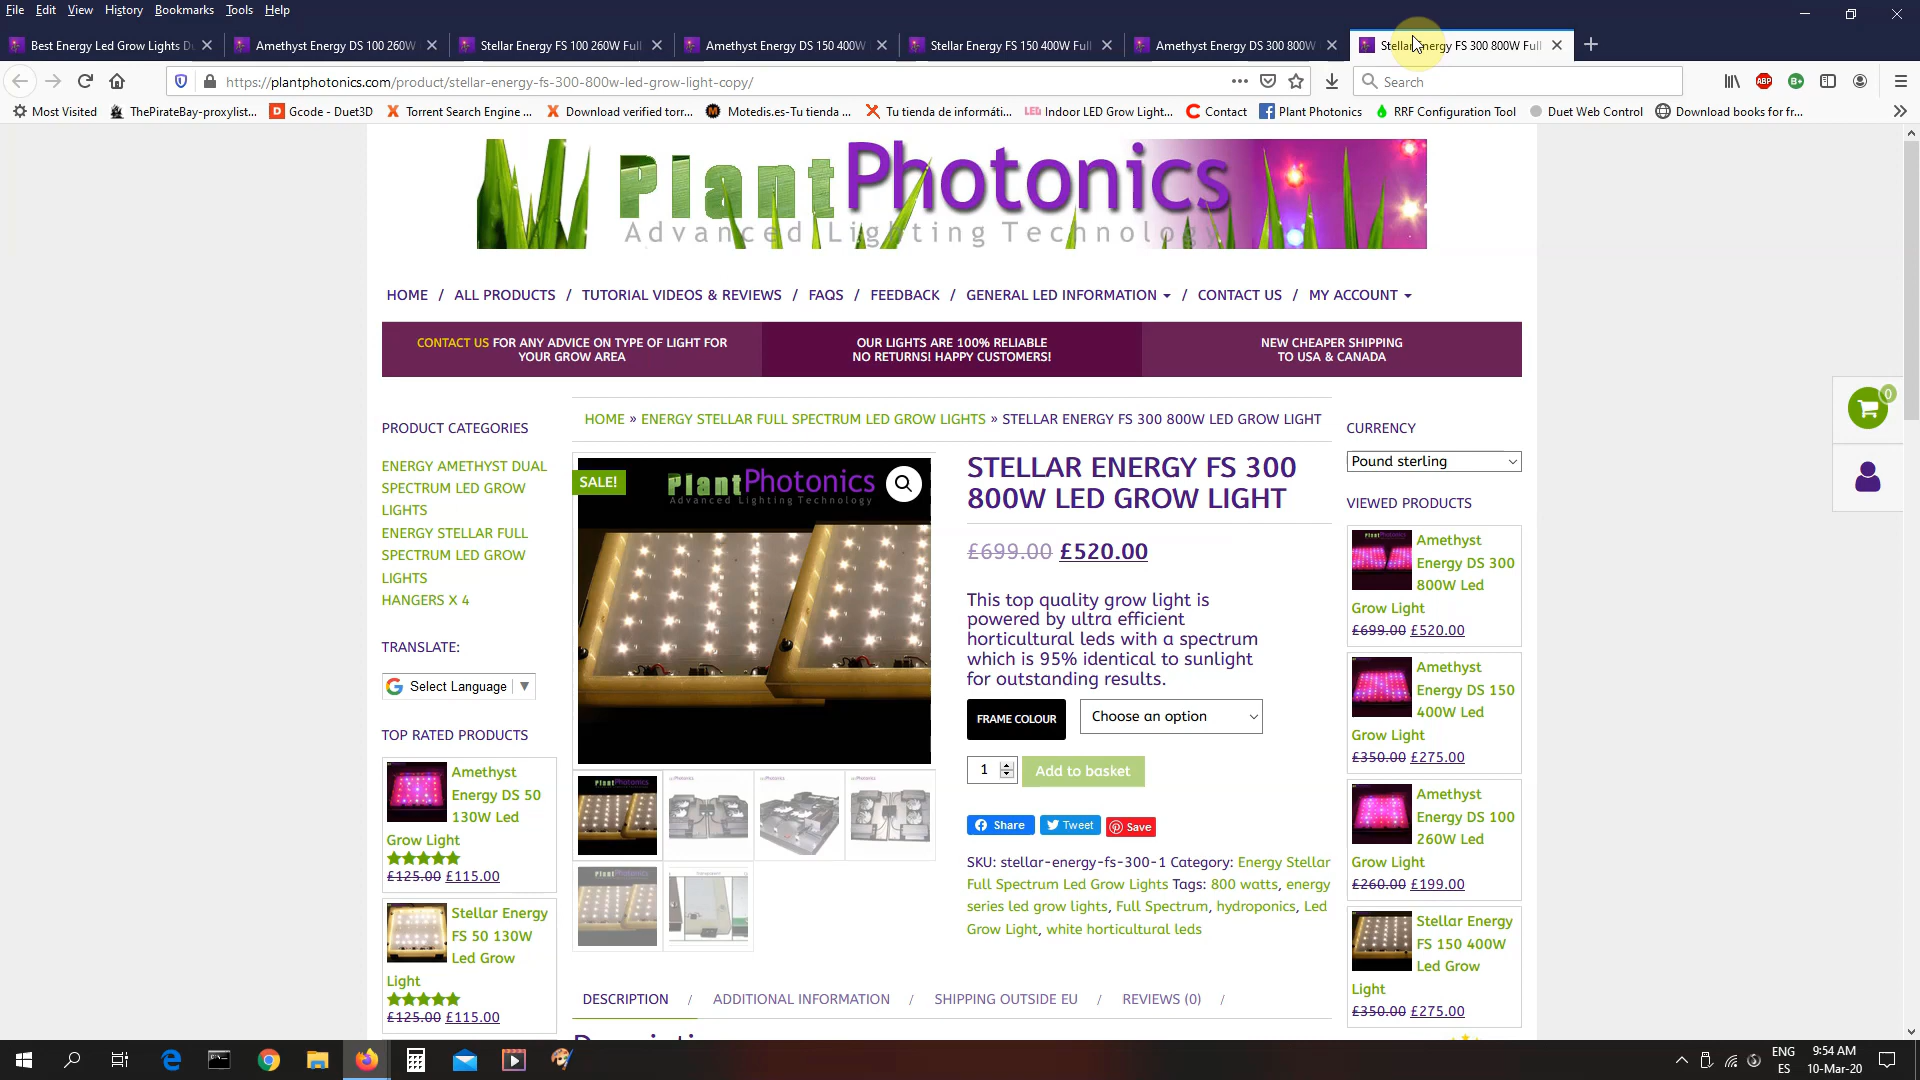 File Edit View History Bookmarks Tools Help
Best Energy Led Grow Lights Du
Amethyst Energy DS 100 260W
Stellar Energy FS 100 260W Full
Amethyst Energy DS 150 400W
Stellar Energy FS 150 400W Full
Amethyst Energy DS 300 800W
Stellar Energy FS 300 800W Full
https://plantphotonics.com/product/stellar-energy-fs-300-800w-led-grow-light-copy/
Search
Most Visited
ThePirateBay-proxylist...
Gcode - Duet3D
Torrent Search Engine ...
Download verified torr...
Motedis.es-Tu tienda ...
Tu tienda de informáti...
Indoor LED Grow Light...
Contact
Plant Photonics
RRF Configuration Tool
Duet Web Control
Download books for fr...
PlantPhotonics
Advanced Lighting Technology
HOME / ALL PRODUCTS / TUTORIAL VIDEOS & REVIEWS / FAQS / FEEDBACK / GENERAL LED INFORMATION / CONTACT US / MY ACCOUNT
CONTACT US FOR ANY ADVICE ON TYPE OF LIGHT FOR
YOUR GROW AREA
OUR LIGHTS ARE 100% RELIABLE
NO RETURNS! HAPPY CUSTOMERS!
NEW CHEAPER SHIPPING
TO USA & CANADA
0
PRODUCT CATEGORIES
ENERGY AMETHYST DUAL
SPECTRUM LED GROW
LIGHTS
ENERGY STELLAR FULL
SPECTRUM LED GROW
LIGHTS
HANGERS X 4
TRANSLATE:
Select Language
TOP RATED PRODUCTS
Amethyst
Energy DS 50
130W Led
Grow Light
£125.00 £115.00
Stellar Energy
FS 50 130W
Led Grow
Light
£125.00 £115.00
HOME » ENERGY STELLAR FULL SPECTRUM LED GROW LIGHTS » STELLAR ENERGY FS 300 800W LED GROW LIGHT
SALE!
PlantPhotonics
Advanced Lighting Technology
STELLAR ENERGY FS 300
800W LED GROW LIGHT
£699.00 £520.00
This top quality grow light is
powered by ultra efficient
horticultural leds with a spectrum
which is 95% identical to sunlight
for outstanding results.
FRAME COLOUR
Choose an option
1
Add to basket
Share
Tweet
Save
SKU: stellar-energy-fs-300-1 Category: Energy Stellar
Full Spectrum Led Grow Lights Tags: 800 watts, energy
series led grow lights, Full Spectrum, hydroponics, Led
Grow Light, white horticultural leds
DESCRIPTION / ADDITIONAL INFORMATION / SHIPPING OUTSIDE EU / REVIEWS (0) /
CURRENCY
Pound sterling
VIEWED PRODUCTS
Amethyst
Energy DS 300
800W Led
Grow Light
£699.00 £520.00
Amethyst
Energy DS 150
400W Led
Grow Light
£350.00 £275.00
Amethyst
Energy DS 100
260W Led
Grow Light
£260.00 £199.00
Stellar Energy
FS 150 400W
Led Grow
Light
£350.00 £275.00
ENG
ES
9:54 AM
10-Mar-20